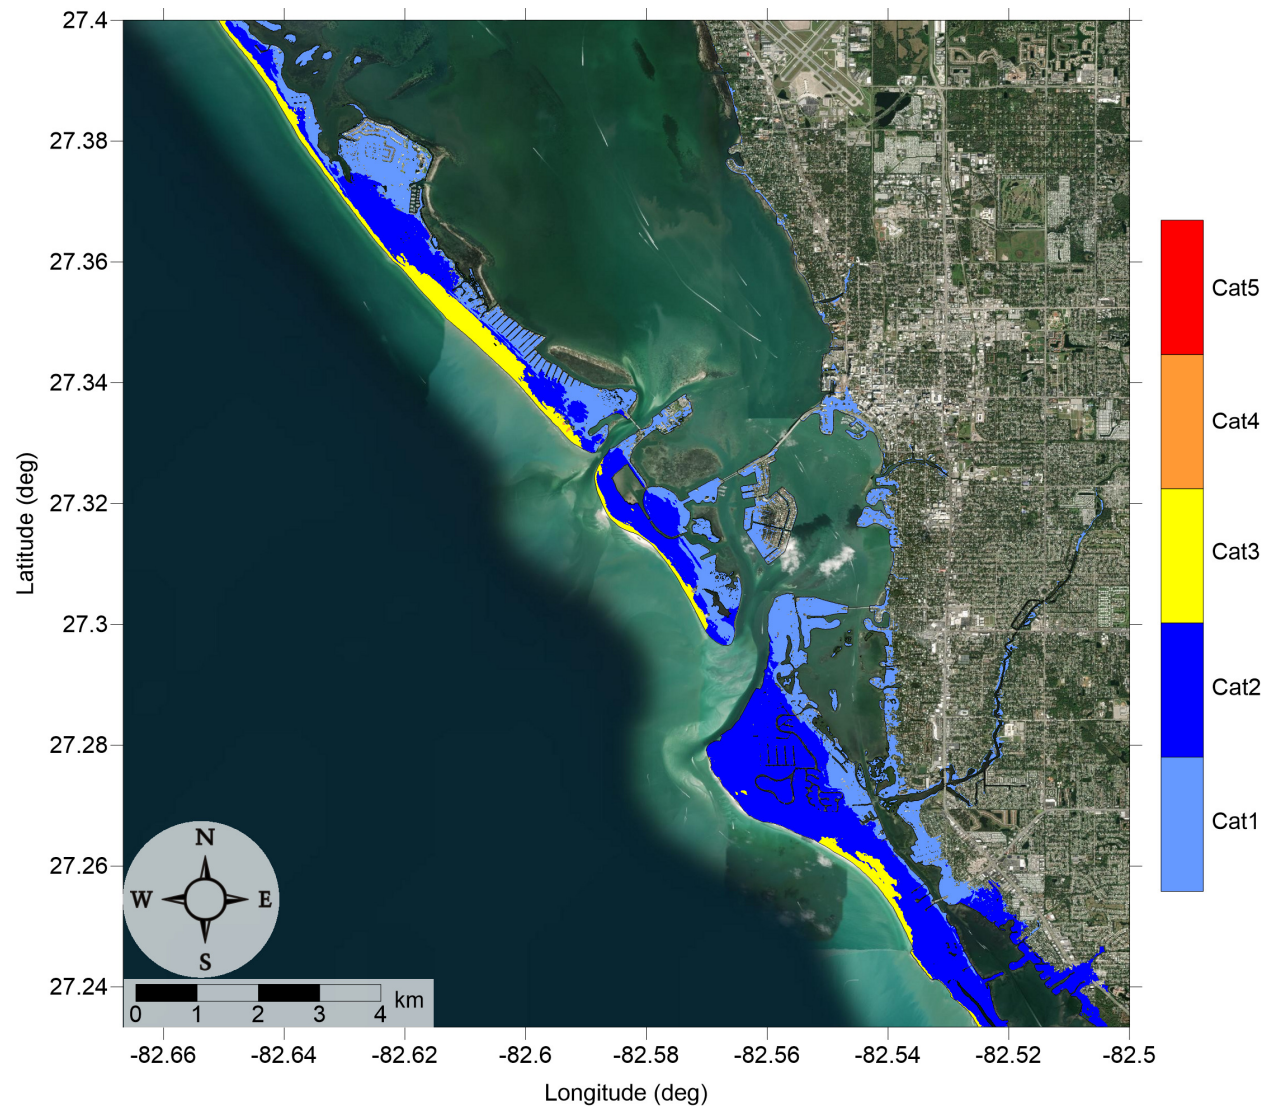 27.4
27.38
27.36
27.34
27.32
27.3
27.28
27.26
27.24
Latitude (deg)
-82.66
-82.64
-82.62
-82.6
-82.58
-82.56
-82.54
-82.52
-82.5
Longitude (deg)
N
W E
S
0 1 2 3 4 km
Cat5
Cat4
Cat3
Cat2
Cat1